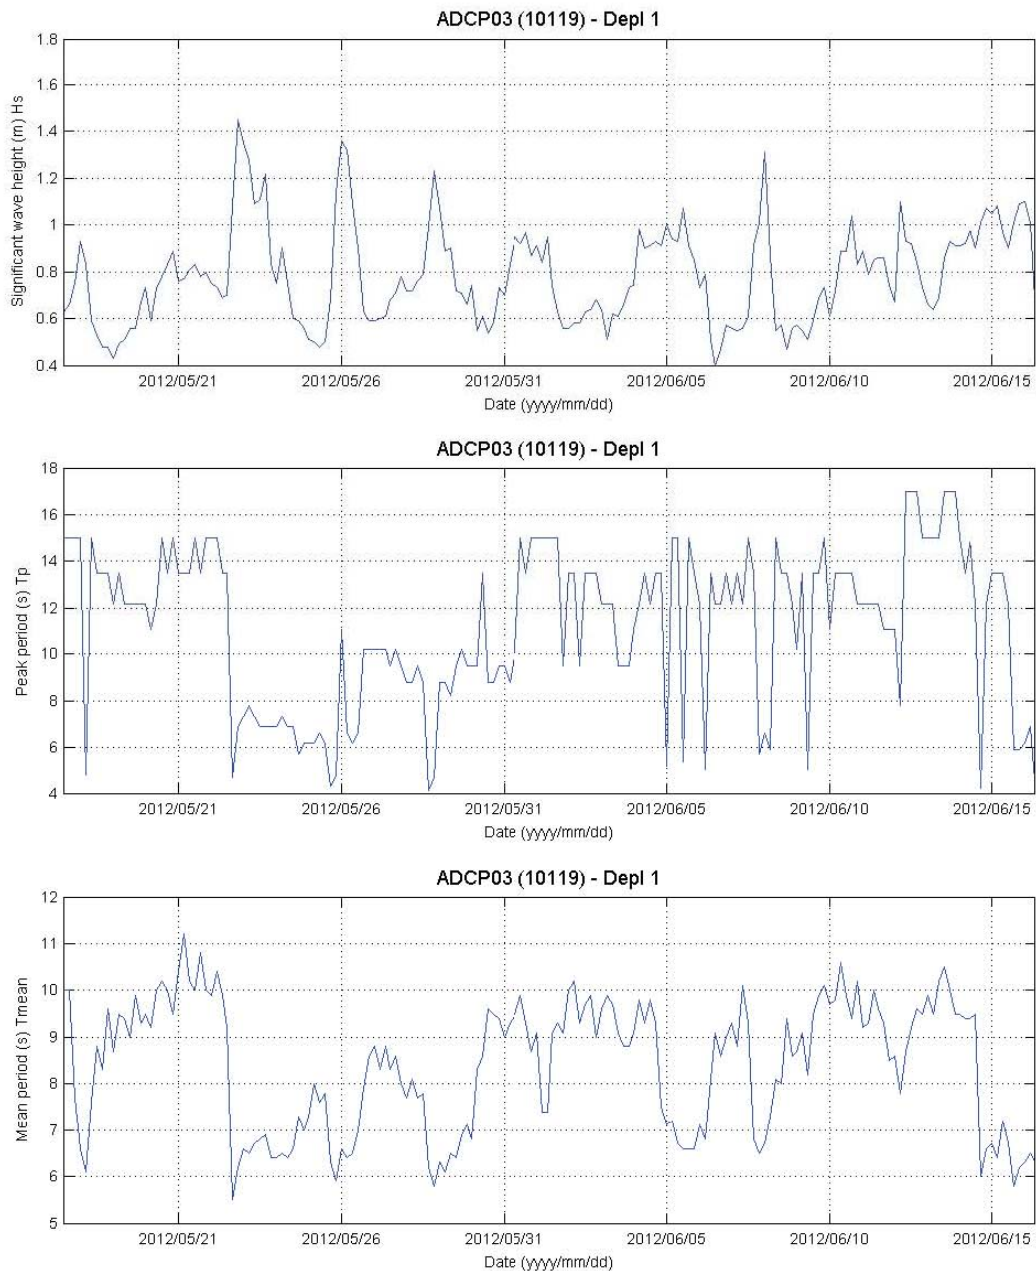 ADCP03 (10119) - Depl 1
Significant wave height (m) Hs
1.8
1.6
1.4
1.2
1
0.8
0.6
0.4
2012/05/21 2012/05/26 2012/05/31 2012/06/05 2012/06/10 2012/06/15
Date (yyyy/mm/dd)
ADCP03 (10119) - Depl 1
Peak period (s) Tp
18
16
14
12
10
8
6
4
2012/05/21 2012/05/26 2012/05/31 2012/06/05 2012/06/10 2012/06/15
Date (yyyy/mm/dd)
ADCP03 (10119) - Depl 1
Mean period (s) Tmean
12
11
10
9
8
7
6
5
2012/05/21 2012/05/26 2012/05/31 2012/06/05 2012/06/10 2012/06/15
Date (yyyy/mm/dd)